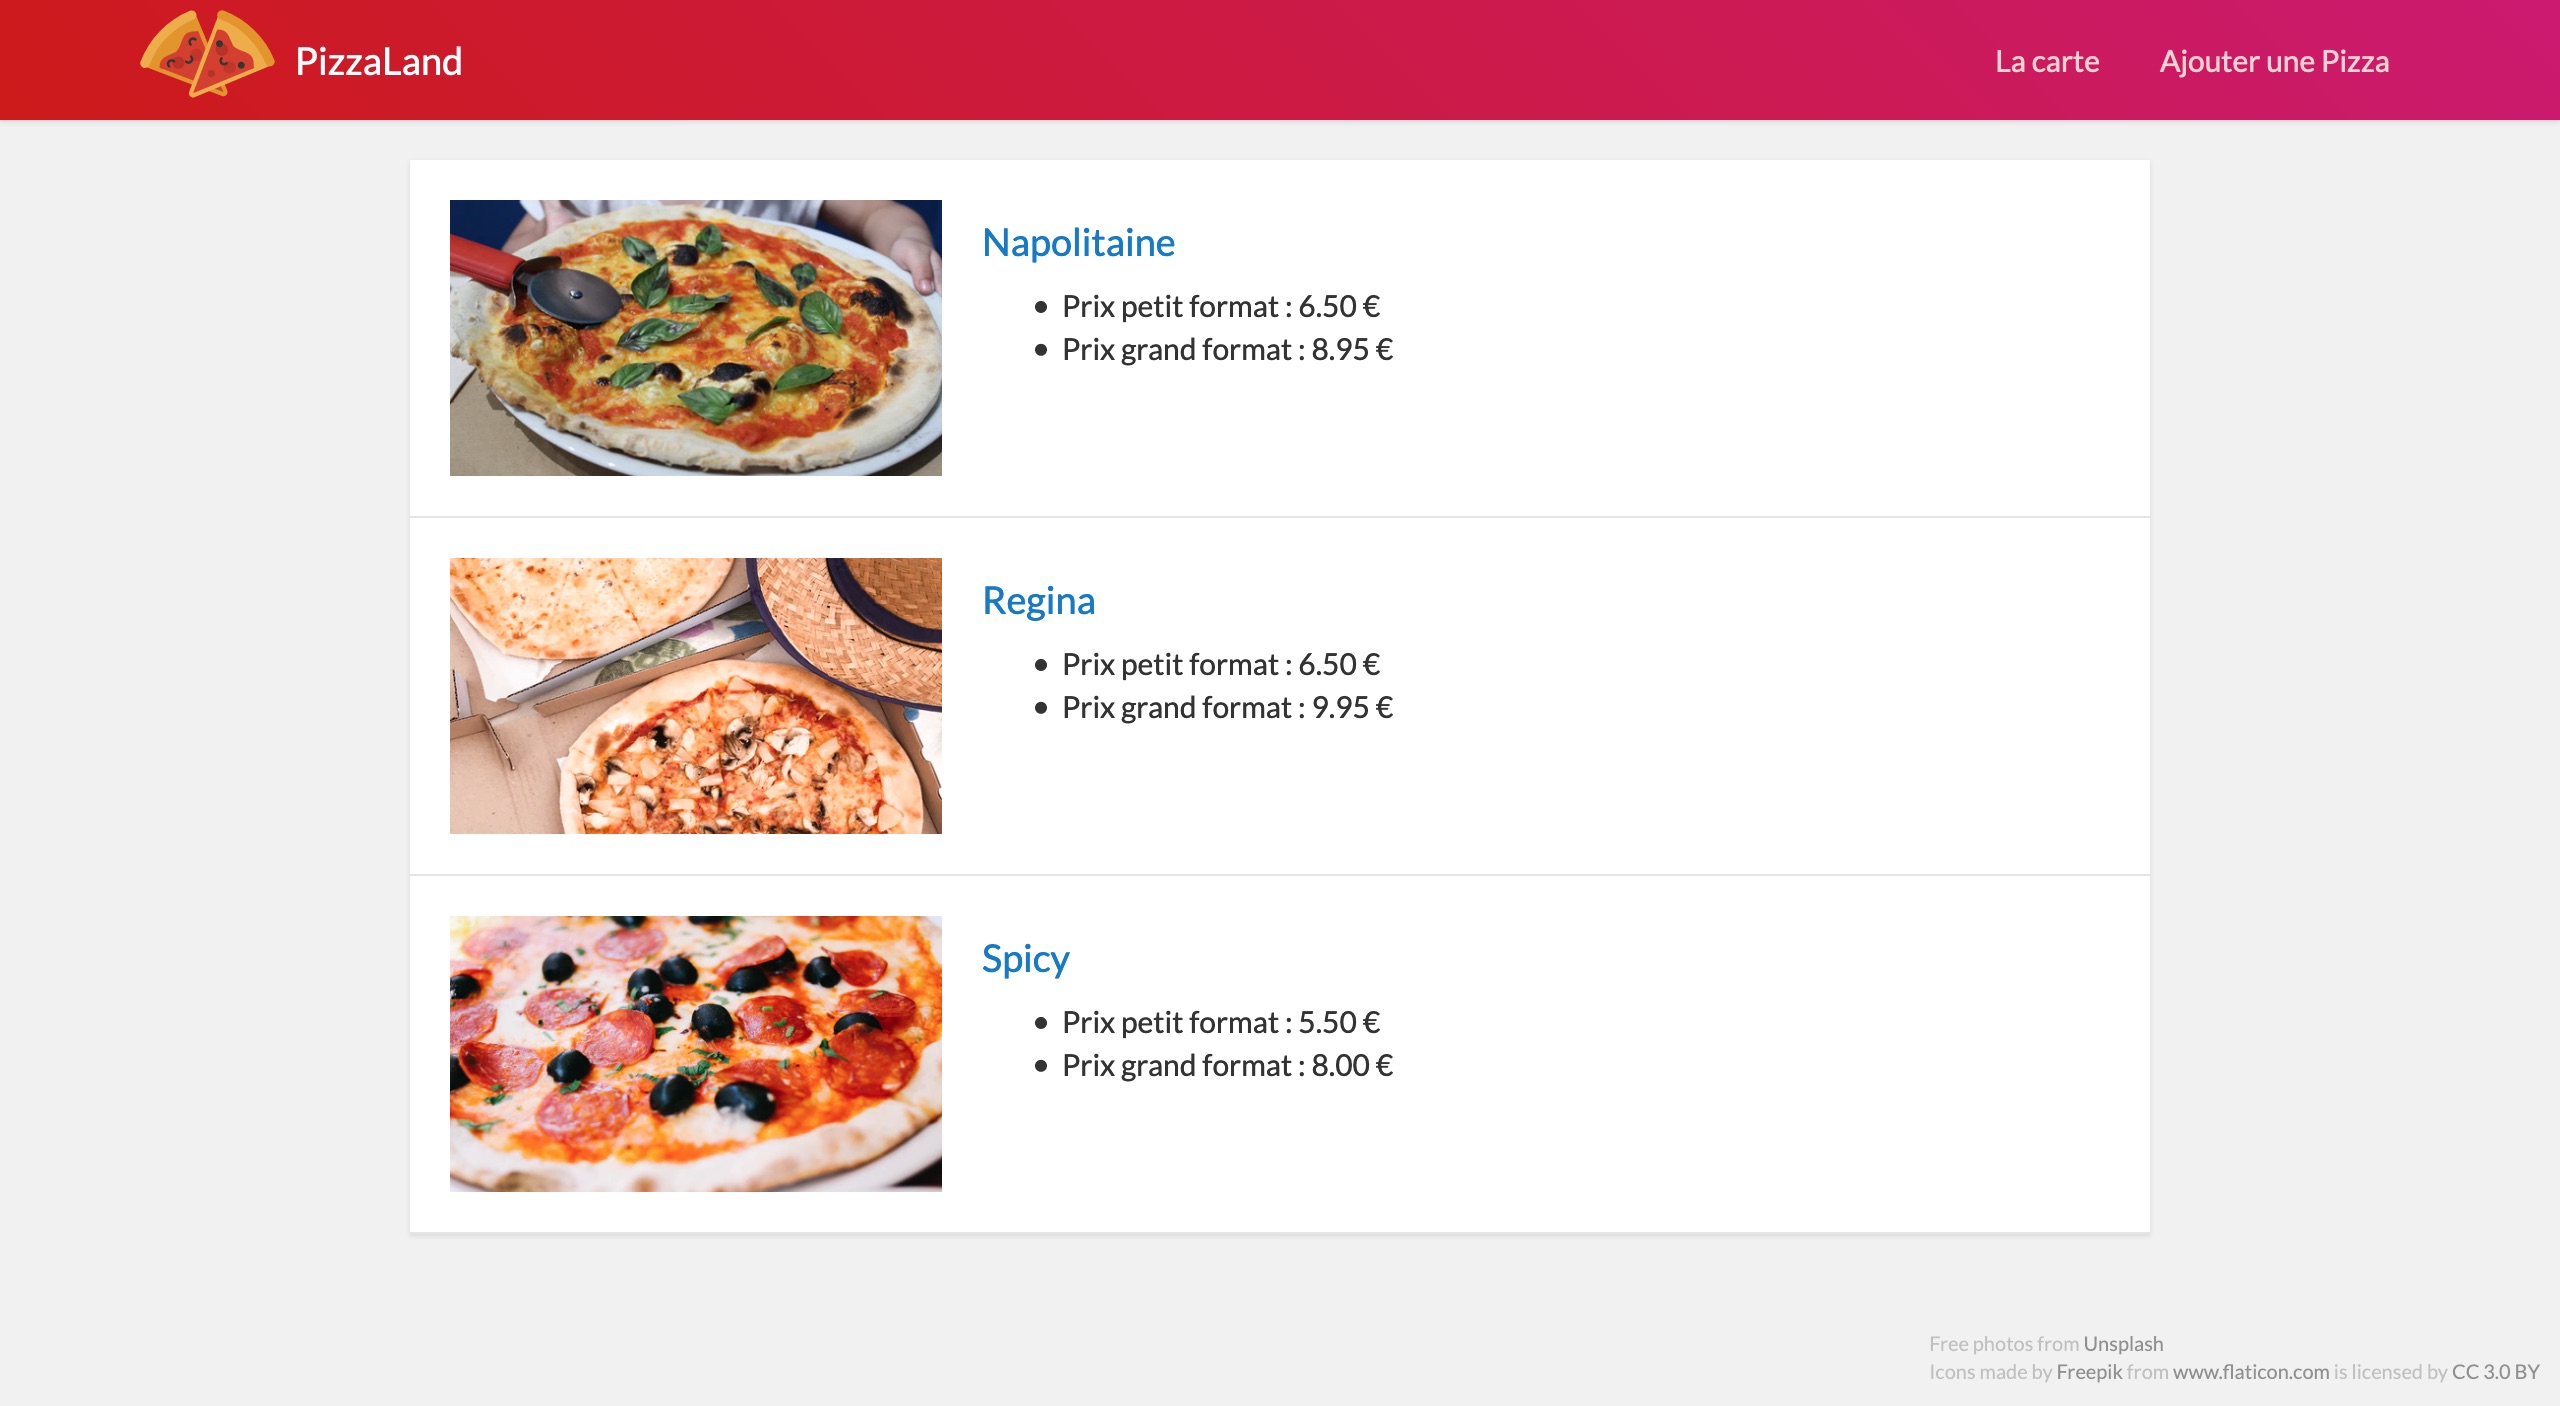 PizzaLand
La carte
Ajouter une Pizza
Napolitaine
Prix petit format : 6.50 €
Prix grand format : 8.95 €
Regina
Prix petit format : 6.50 €
Prix grand format : 9.95 €
Spicy
Prix petit format : 5.50 €
Prix grand format : 8.00 €
Free photos from Unsplash
Icons made by Freepik from www.flaticon.com is licensed by CC 3.0 BY